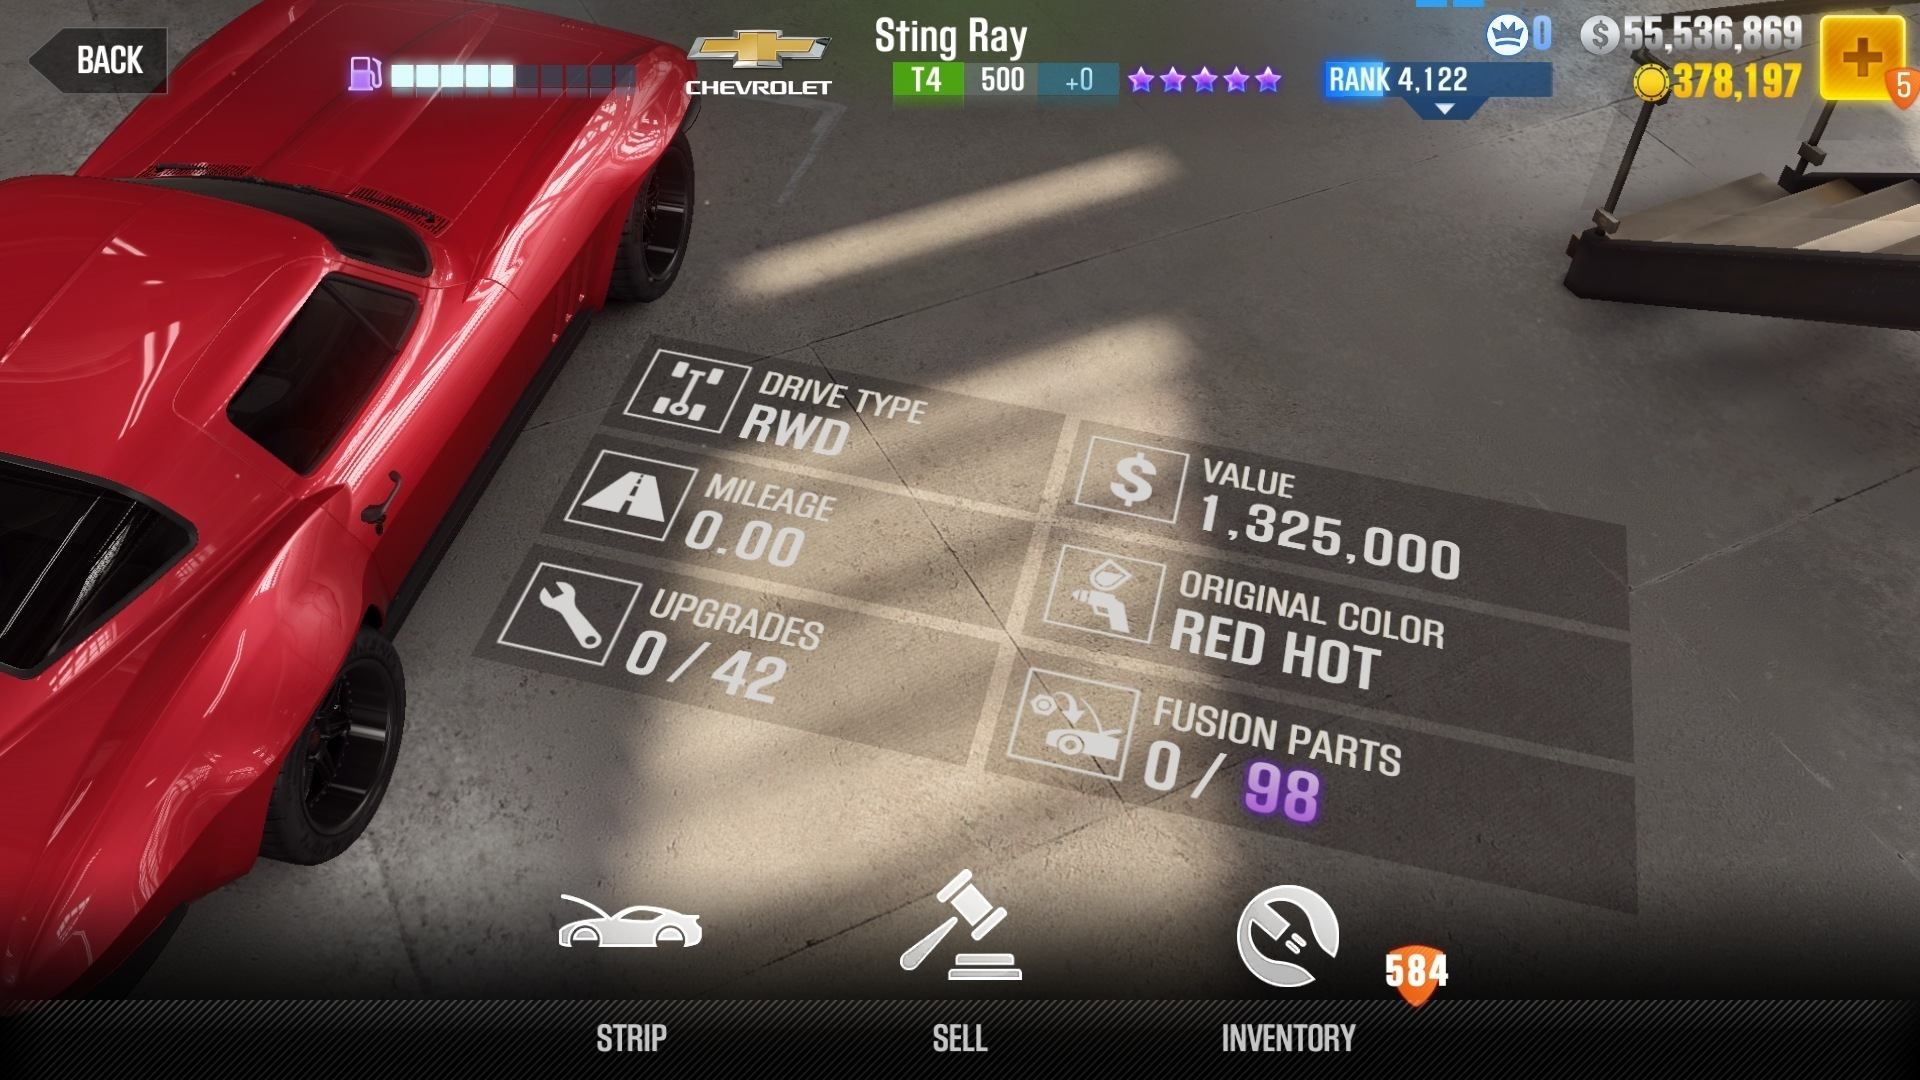 BACK
CHEVROLET
Sting Ray
T4 500 +0
RANK 4,122
0
$ 55,536,869
378,197
5
DRIVE TYPE
RWD
MILEAGE
0.00
UPGRADES
0 / 42
$
VALUE
1,325,000
ORIGINAL COLOR
RED HOT
FUSION PARTS
0 / 98
584
STRIP
SELL
INVENTORY